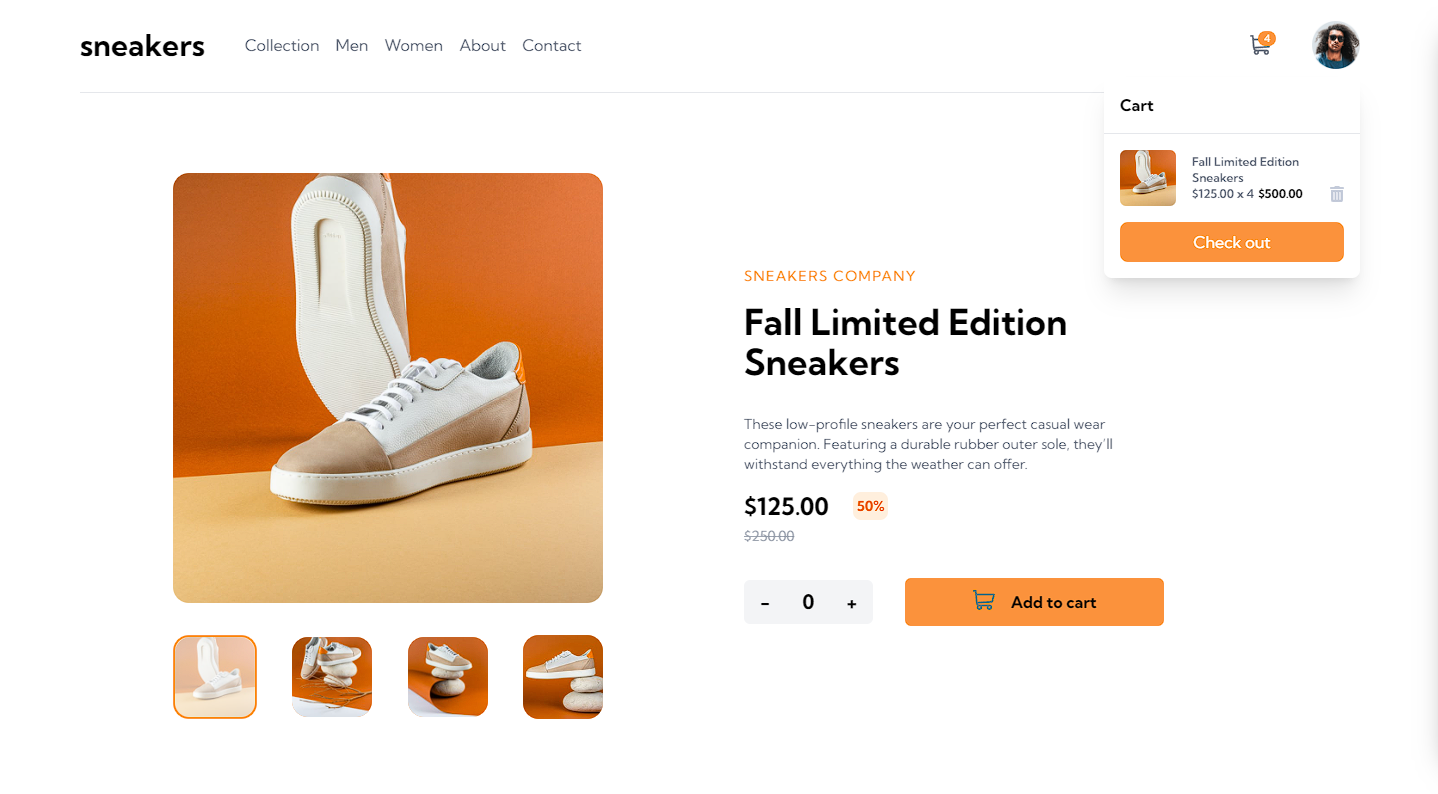 sneakers
Collection Men Women About Contact
4
Cart
Fall Limited Edition
Sneakers
$125.00 x 4 $500.00
Check out
SNEAKERS COMPANY
Fall Limited Edition
Sneakers
These low-profile sneakers are your perfect casual wear
companion. Featuring a durable rubber outer sole, they'll
withstand everything the weather can offer.
$125.00 50%
$250.00
- 0 + Add to cart